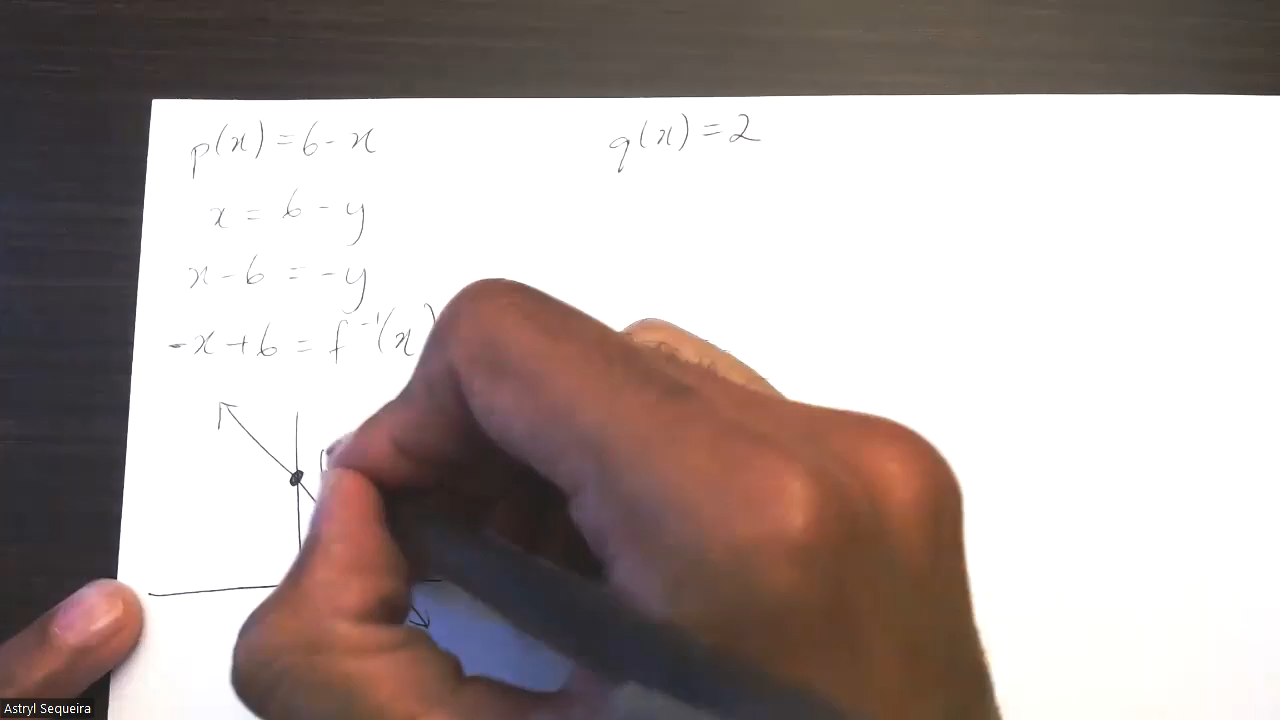 p(x) = 6 - x
q(x) = 2
x = 6 - y
x - 6 = -y
-x + 6 = f⁻¹(x)
Astryl Sequeira